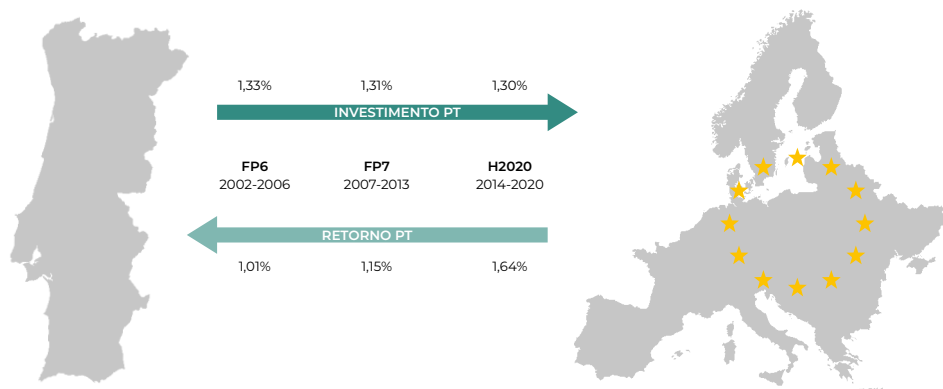 1,33% 1,31% 1,30%
INVESTIMENTO PT
FP6 FP7 H2020
2002-2006 2007-2013 2014-2020
RETORNO PT
1,01% 1,15% 1,64%